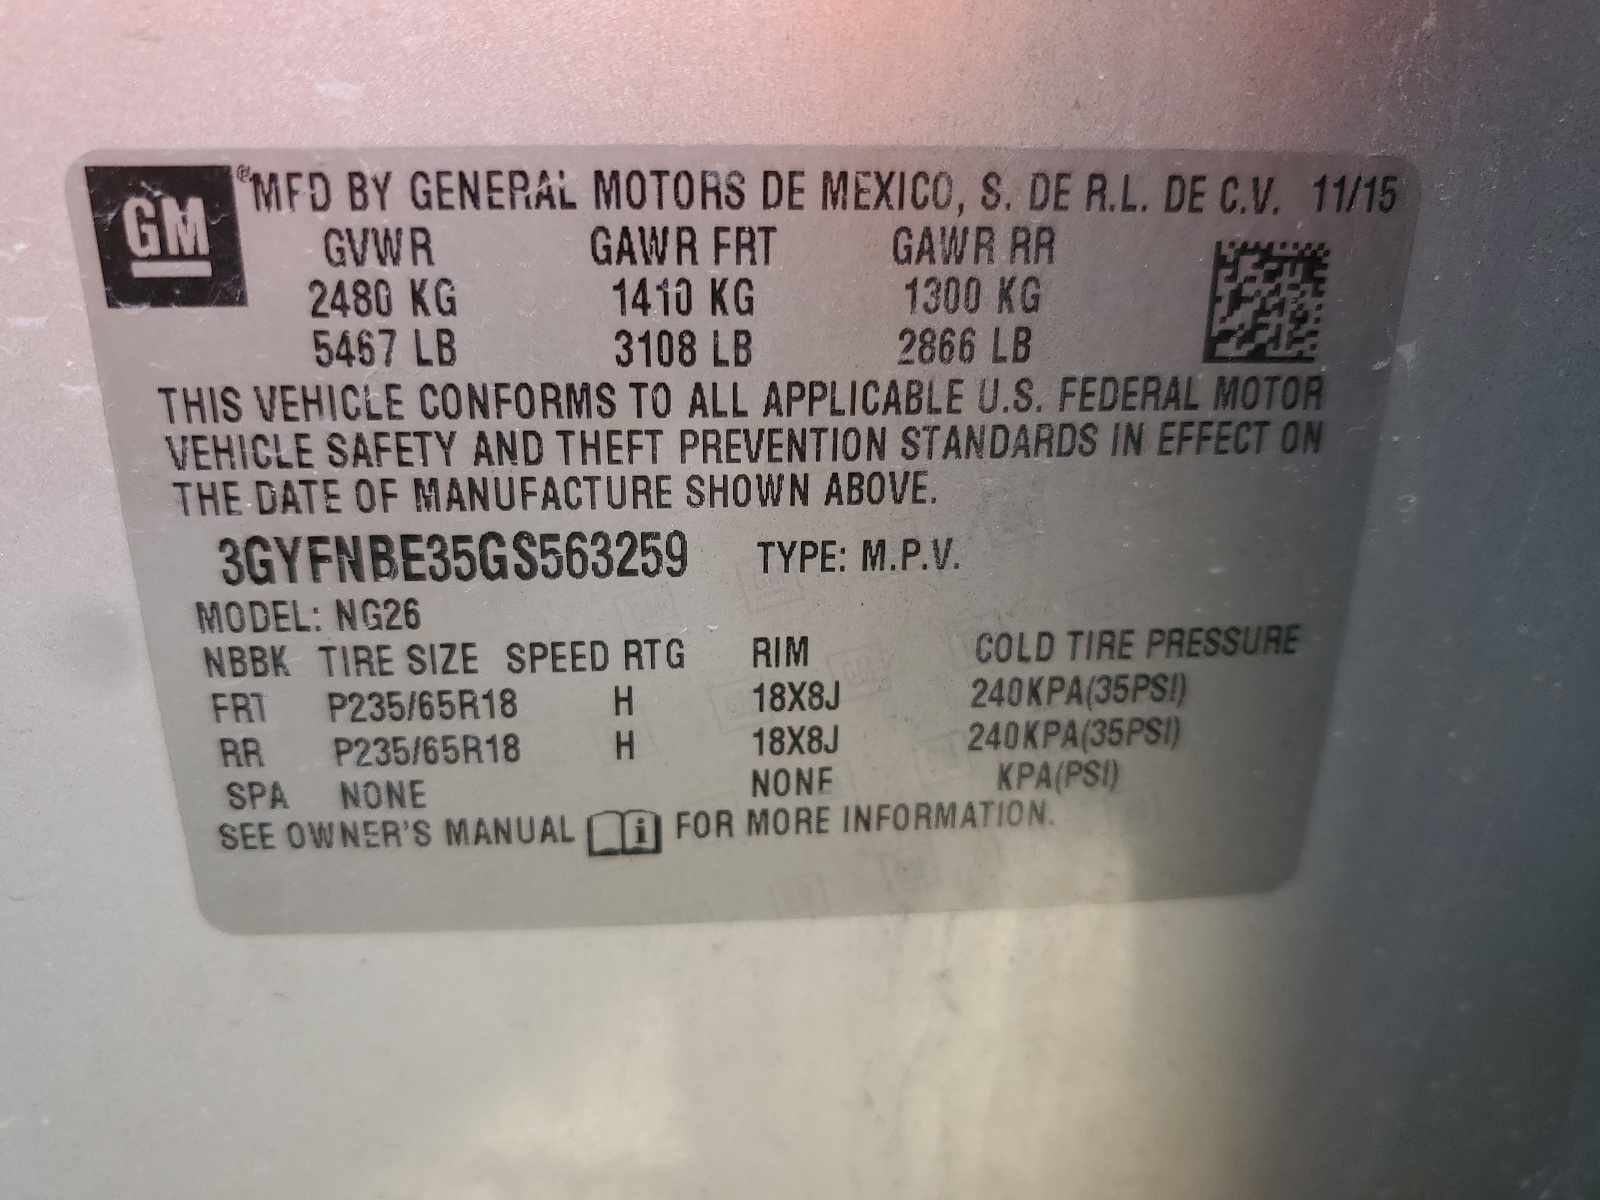 GM
® MFD BY GENERAL MOTORS DE MEXICO, S. DE R.L. DE C.V. 11/15
GVWR GAWR FRT GAWR RR
2480 KG 1410 KG 1300 KG
5467 LB 3108 LB 2866 LB
THIS VEHICLE CONFORMS TO ALL APPLICABLE U.S. FEDERAL MOTOR
VEHICLE SAFETY AND THEFT PREVENTION STANDARDS IN EFFECT ON
THE DATE OF MANUFACTURE SHOWN ABOVE.
3GYFNBE35GS563259 TYPE: M.P.V.
MODEL: NG26
NBBK TIRE SIZE SPEED RTG RIM COLD TIRE PRESSURE
FRT P235/65R18 H 18X8J 240KPA(35PSI)
RR P235/65R18 H 18X8J 240KPA(35PSI)
SPA NONE NONE KPA(PSI)
SEE OWNER'S MANUAL i FOR MORE INFORMATION.